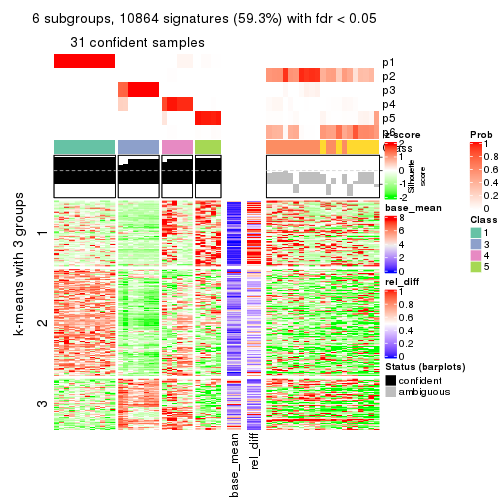 6 subgroups, 10864 signatures (59.3%) with fdr < 0.05
31 confident samples
p1
p2
p3
p4
p5
p6
Class
z-score
2
1
0
-1
-2
Silhouette
score
base_mean
8
6
4
2
0
rel_diff
1
0.8
0.6
0.4
0.2
0
Prob
1
0.8
0.6
0.4
0.2
0
Class
1
3
4
5
Status (barplots)
confident
ambiguous
k-means with 3 groups
1
2
3
base_mean
rel_diff